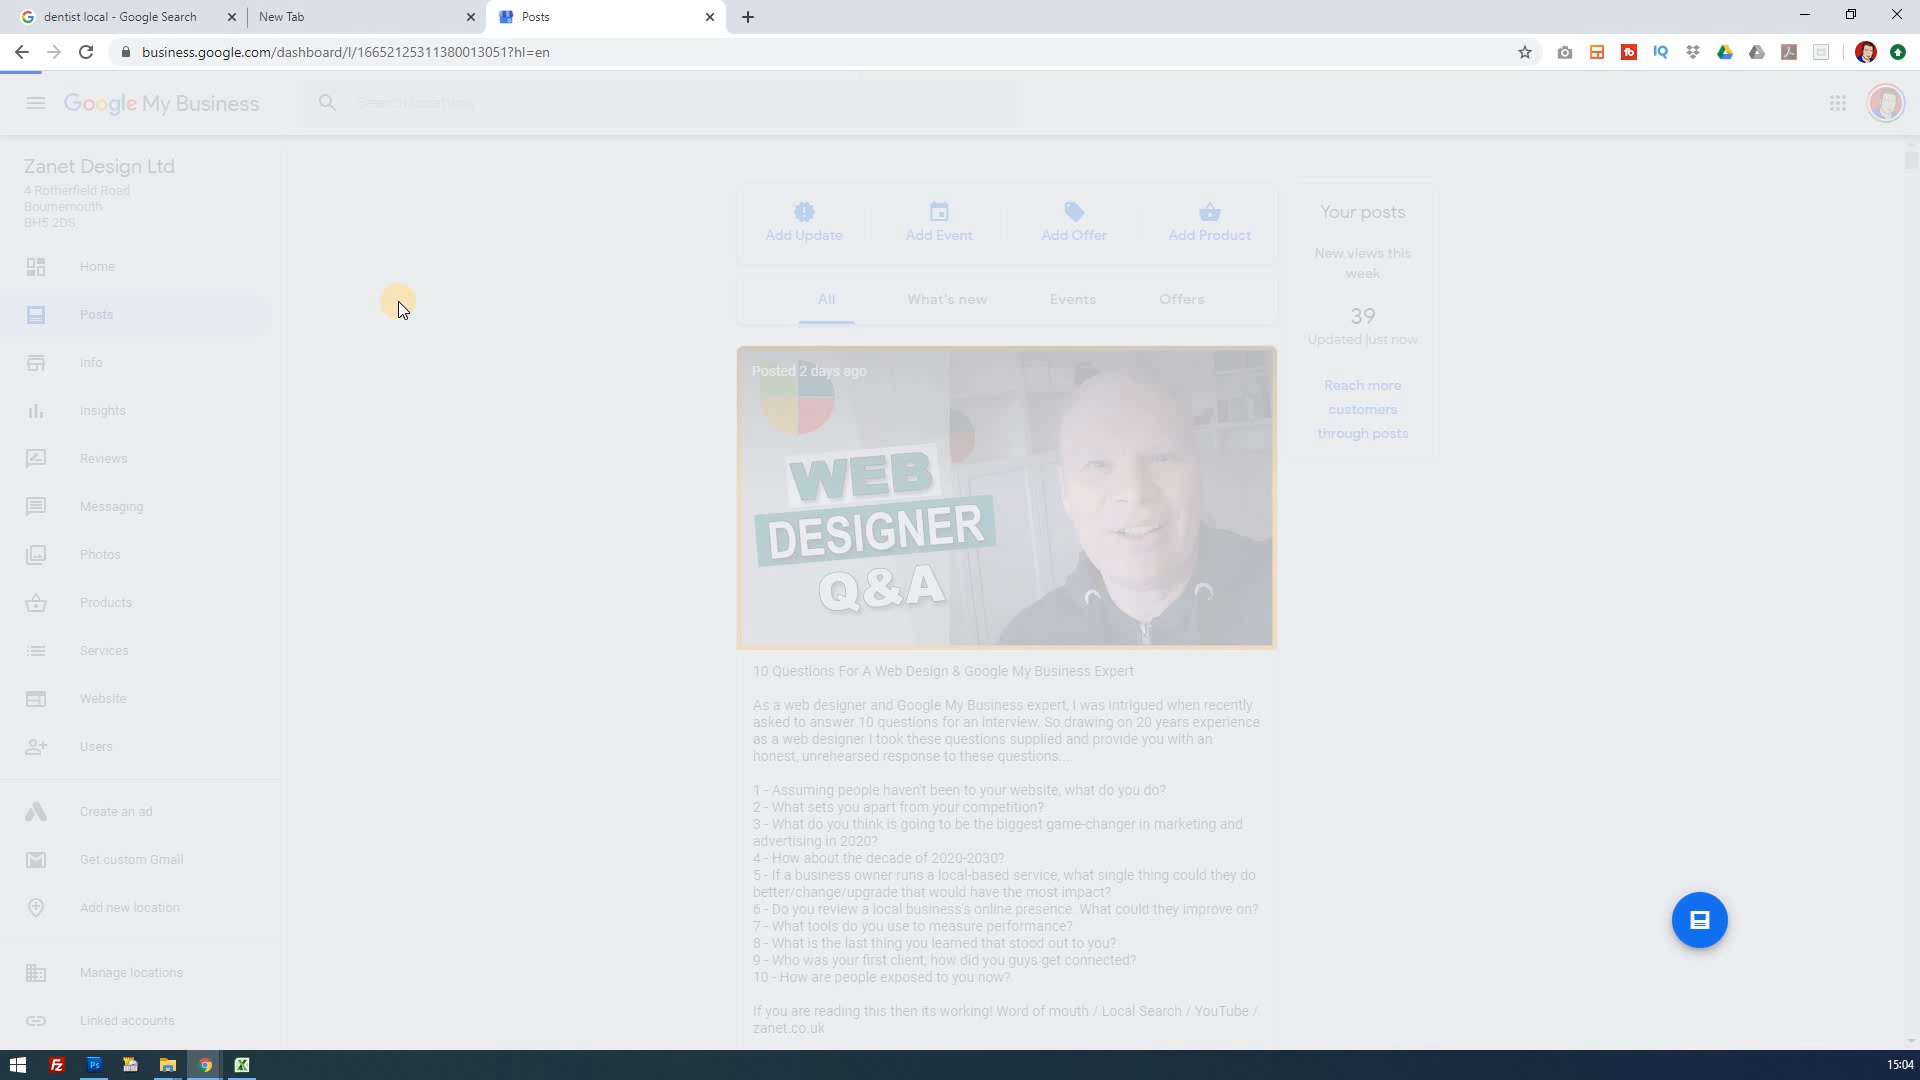 dentist local - Google Search
New Tab
Posts
business.google.com/dashboard/l/16652125311380013051?hl=en
Google My Business
Search locations
Zanet Design Ltd
4 Rotherfield Road
Bournemouth
BH5 2DS
Home
Posts
Info
Insights
Reviews
Messaging
Photos
Products
Services
Website
Users
Create an ad
Get custom Gmail
Add new location
Manage locations
Linked accounts
Add Update
Add Event
Add Offer
Add Product
All
What's new
Events
Offers
Posted 2 days ago
WEB
DESIGNER
Q&A
10 Questions For A Web Design & Google My Business Expert
As a web designer and Google My Business expert, I was intrigued when recently
asked to answer 10 questions for an interview. So drawing on 20 years experience
as a web designer I took these questions supplied and provide you with an
honest, unrehearsed response to these questions....
1 - Assuming people haven't been to your website, what do you do?
2 - What sets you apart from your competition?
3 - What do you think is going to be the biggest game-changer in marketing and
advertising in 2020?
4 - How about the decade of 2020-2030?
5 - If a business owner runs a local-based service, what single thing could they do
better/change/upgrade that would have the most impact?
6 - Do you review a local business's online presence. What could they improve on?
7 - What tools do you use to measure performance?
8 - What is the last thing you learned that stood out to you?
9 - Who was your first client, how did you guys get connected?
10 - How are people exposed to you now?
If you are reading this then its working! Word of mouth / Local Search / YouTube /
zanet.co.uk
Your posts
New views this
week
39
Updated just now
Reach more
customers
through posts
15:04